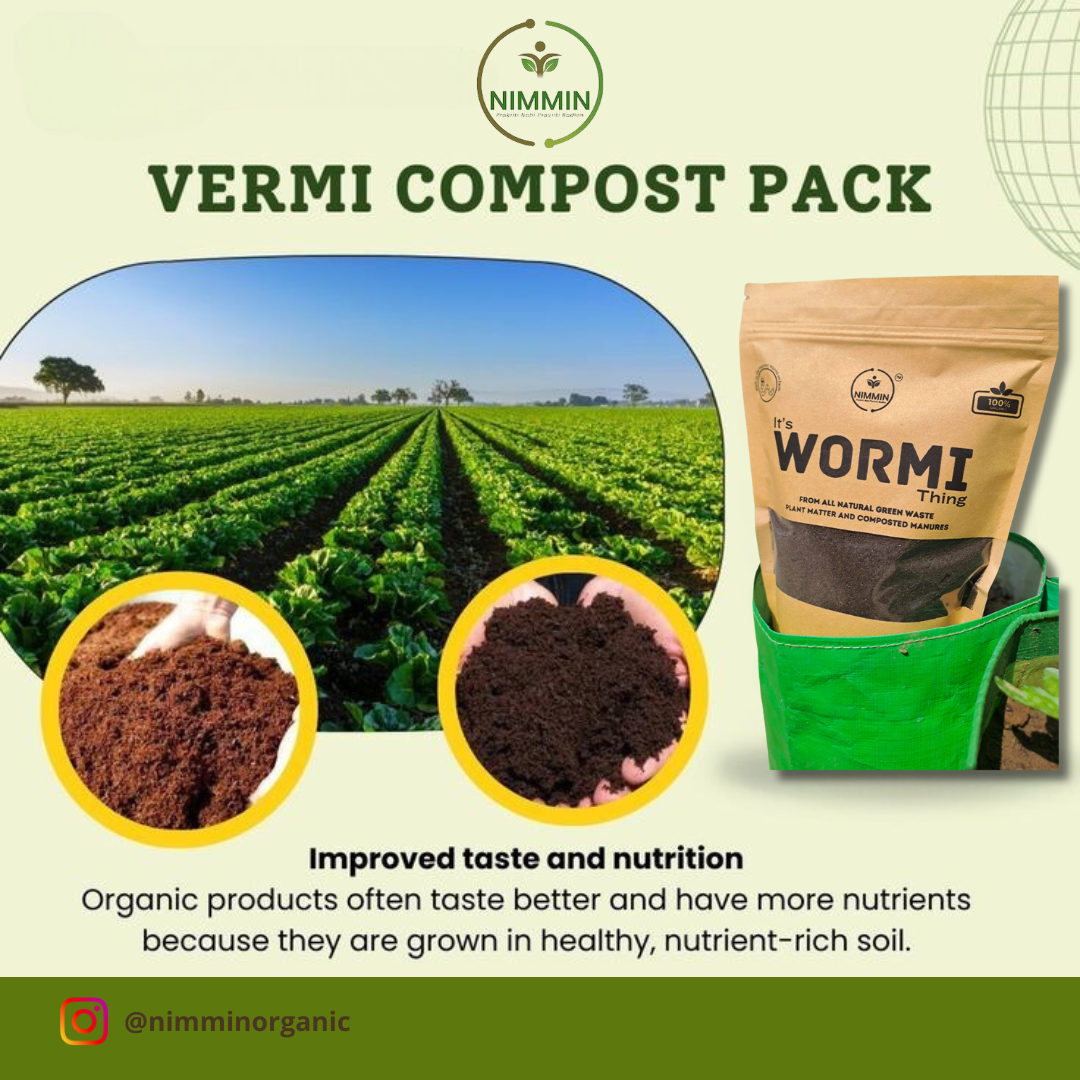 NIMMIN
VERMI COMPOST PACK
NIMMIN
TM
100%
It's
WORMI
Thing
FROM ALL NATURAL GREEN WASTE
PLANT MATTER AND COMPOSTED MANURES
Improved taste and nutrition
Organic products often taste better and have more nutrients
because they are grown in healthy, nutrient-rich soil.
@nimminorganic